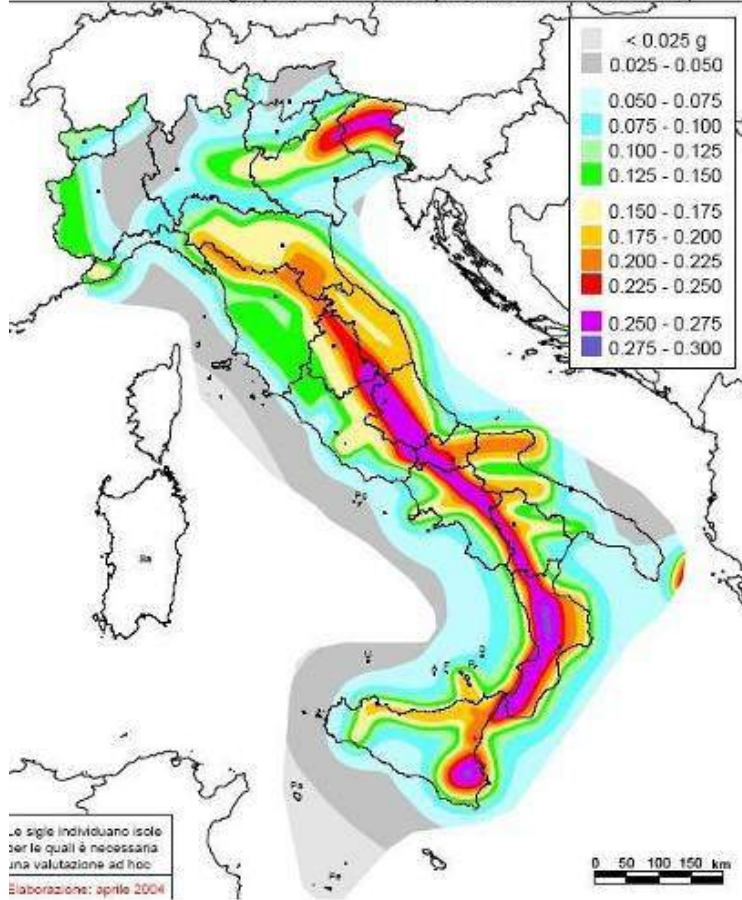 < 0.025 g
0.025 - 0.050
0.050 - 0.075
0.075 - 0.100
0.100 - 0.125
0.125 - 0.150
0.150 - 0.175
0.175 - 0.200
0.200 - 0.225
0.225 - 0.250
0.250 - 0.275
0.275 - 0.300
Sa
U
Pa
Le sigle individuano isole
per le quali è necessaria
una valutazione ad hoc
Elaborazione: aprile 2004
0 50 100 150 km